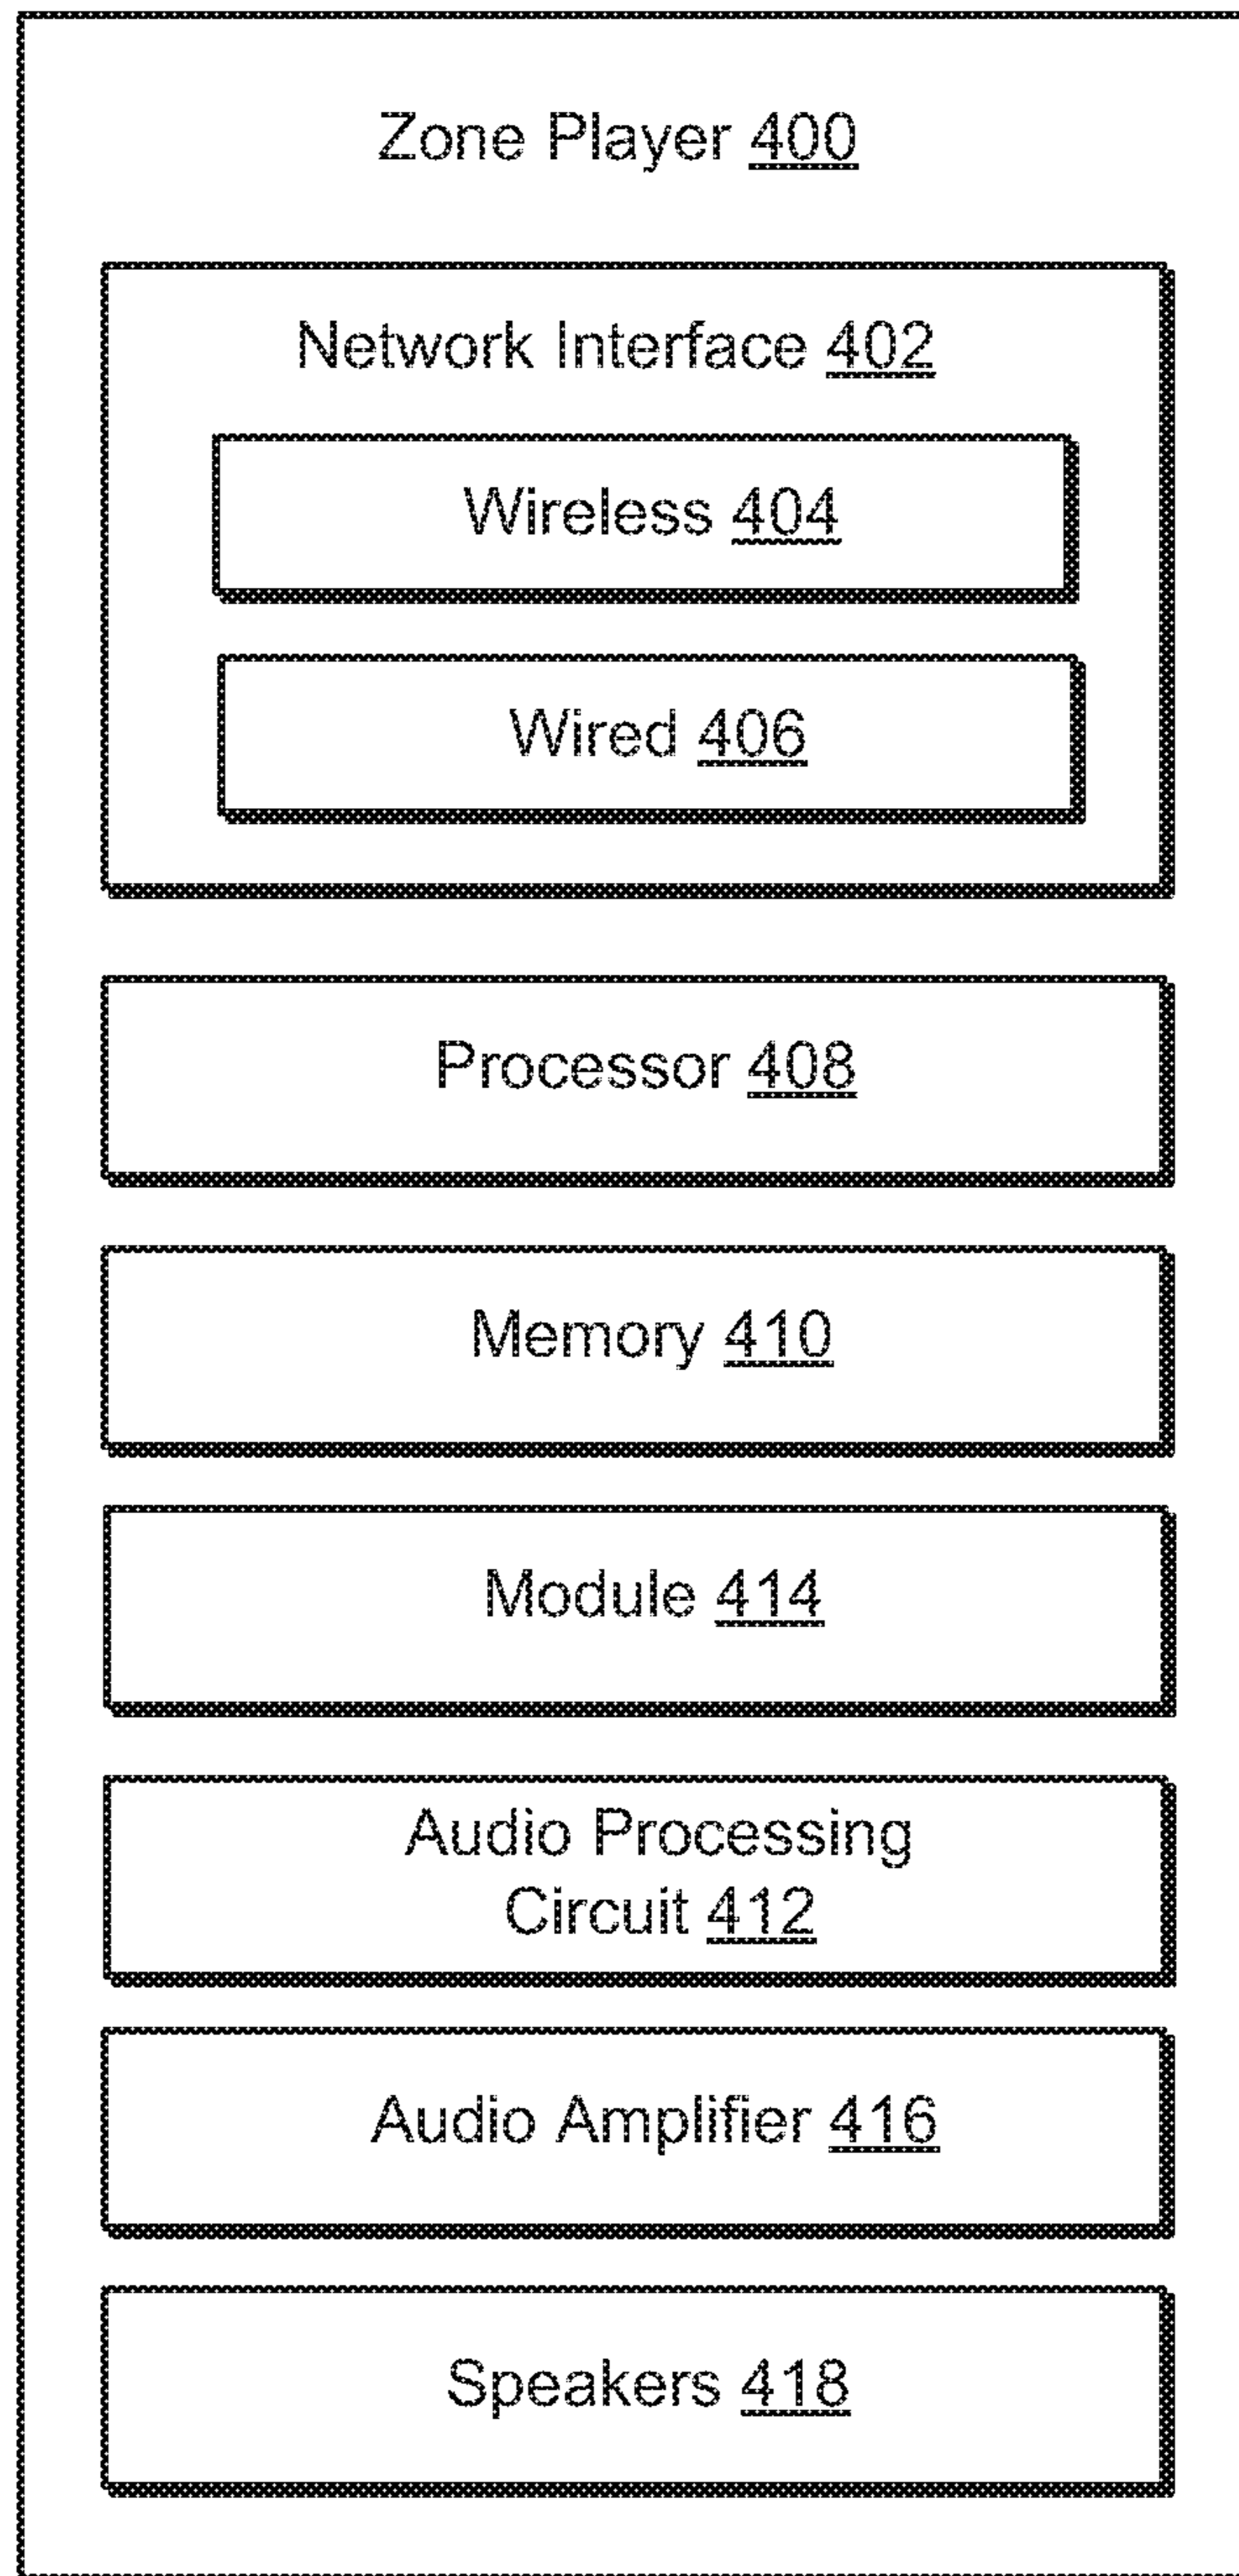 Zone Player 400
Network Interface 402
Wireless 404
Wired 406
Processor 408
Memory 410
Module 414
Audio Processing
Circuit 412
Audio Amplifier 416
Speakers 418